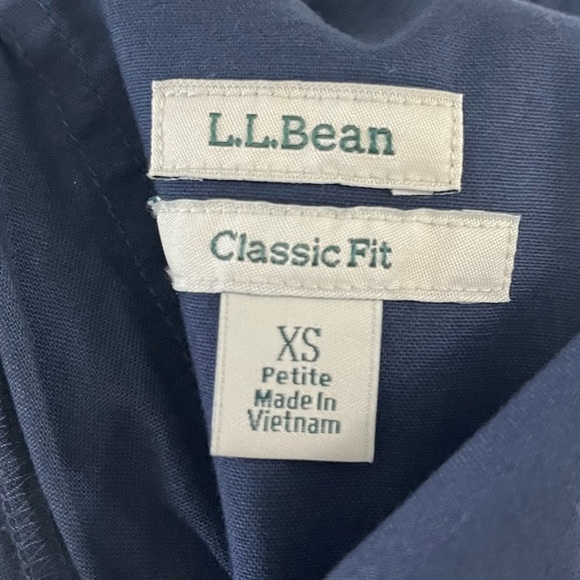 L.L.Bean
Classic Fit
XS
Petite
Made In
Vietnam